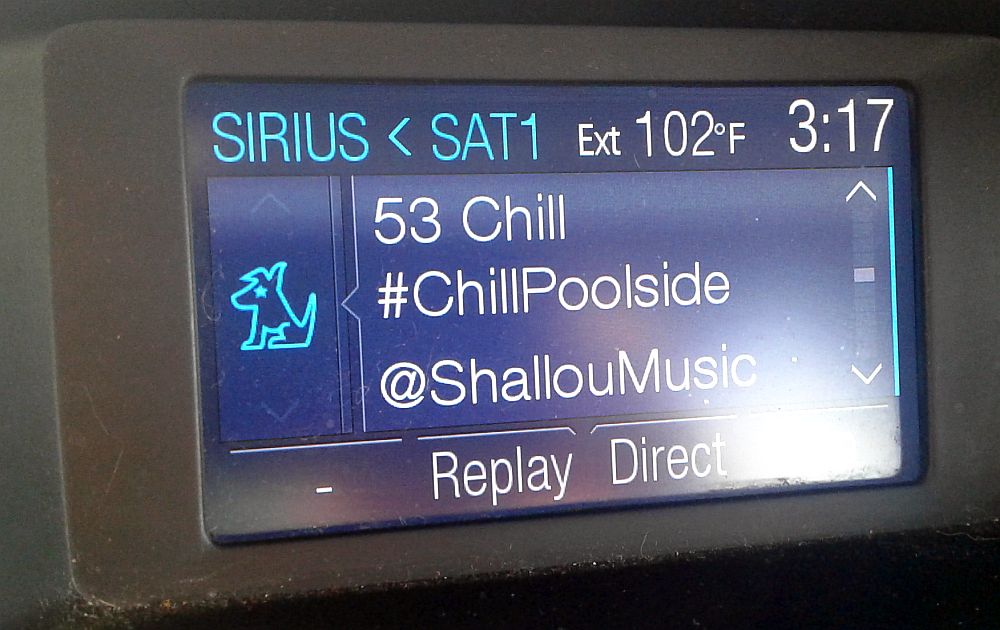 SIRIUS < SAT1 Ext 102°F 3:17
53 Chill
#ChillPoolside
@ShallouMusic
- Replay Direct